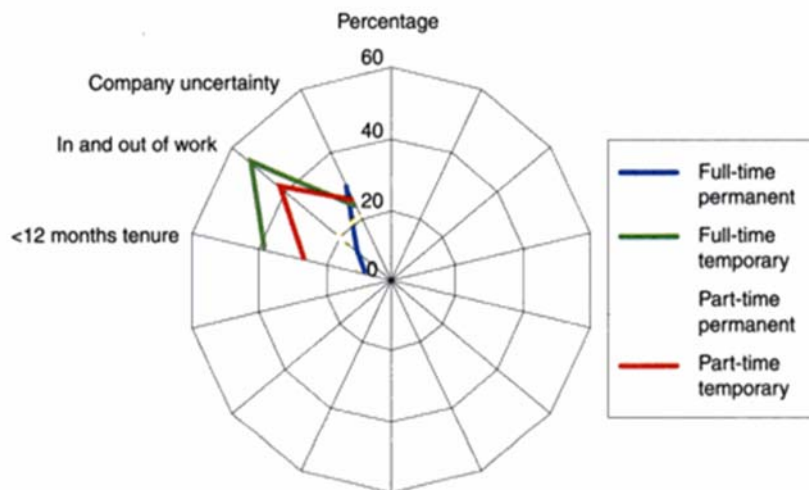 Percentage
60
Company uncertainty
40
In and out of work
20
<12 months tenure
0
Full-time
permanent
Full-time
temporary
Part-time
permanent
Part-time
temporary